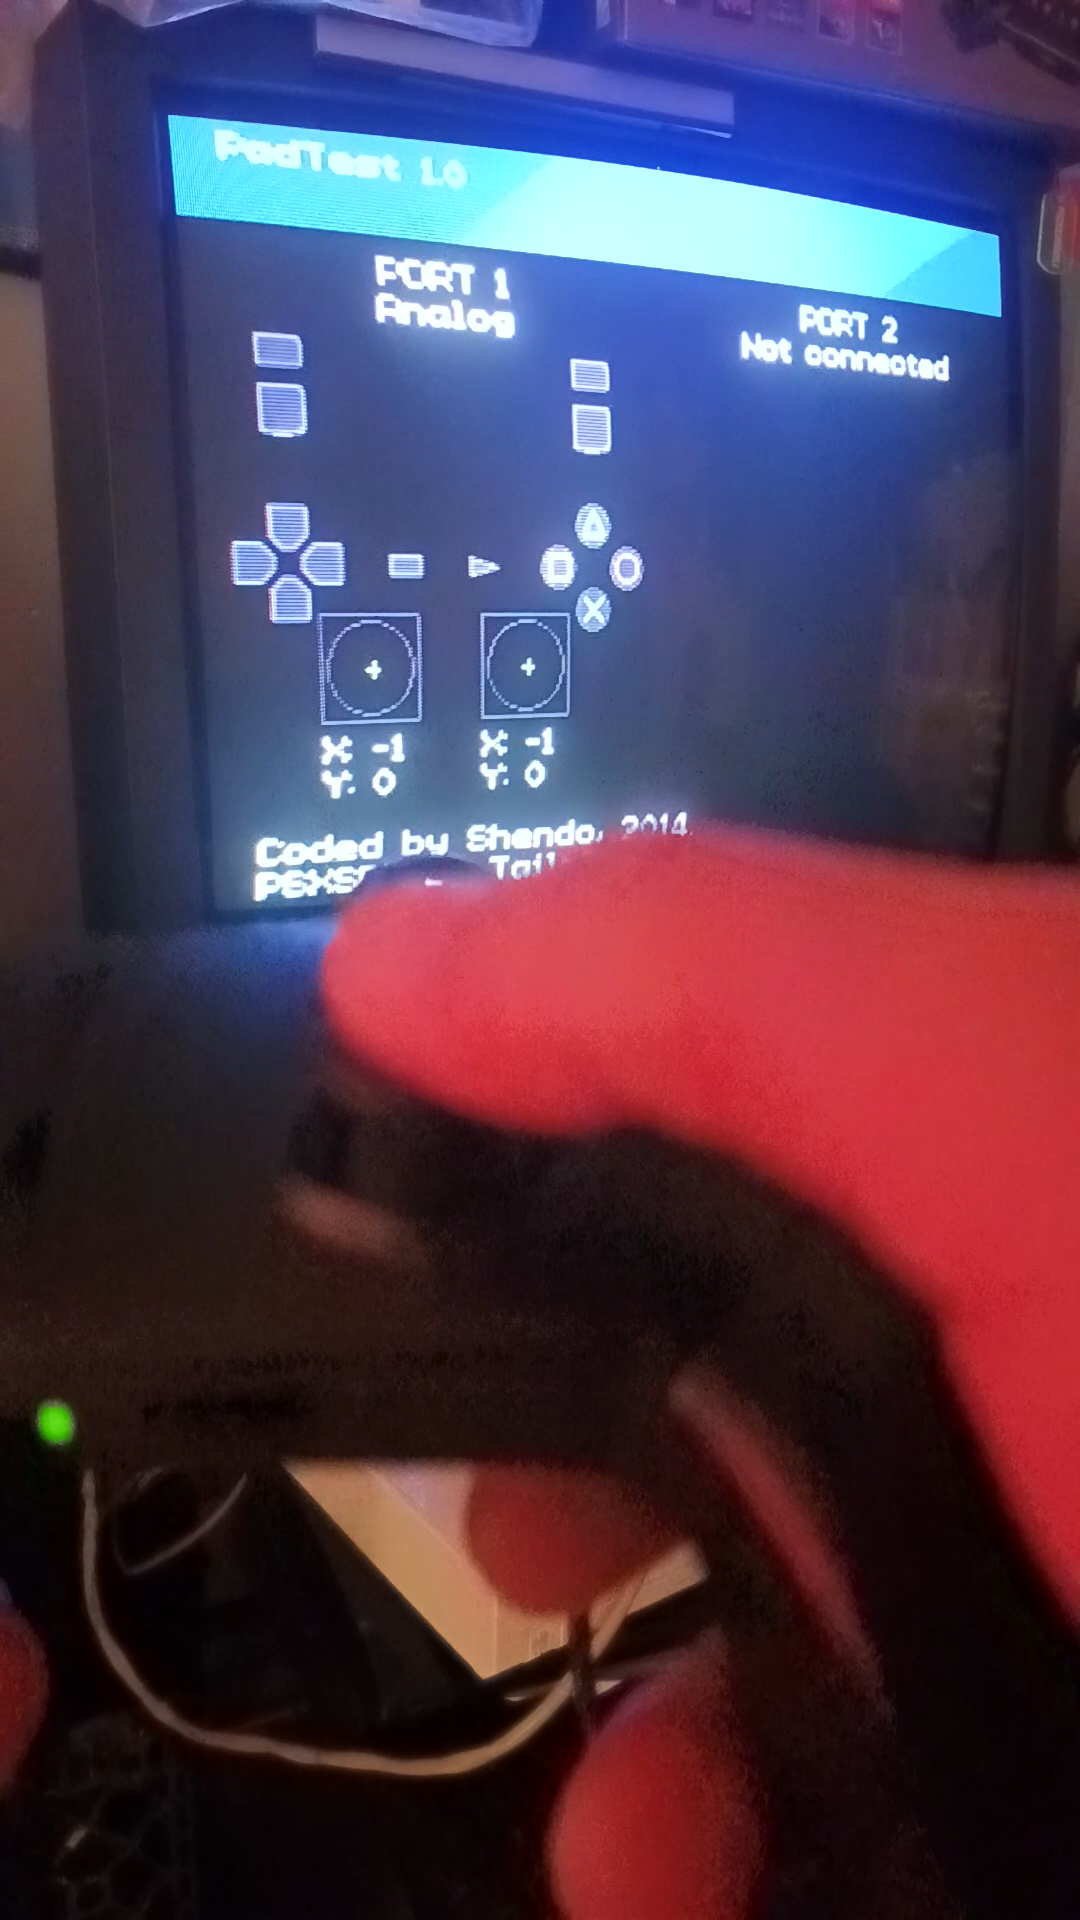 PadTest 1.0
PORT 1
Analog
PORT 2
Not connected
X: -1
Y: 0
X: -1
Y: 0
Coded by Shendo, 2014.